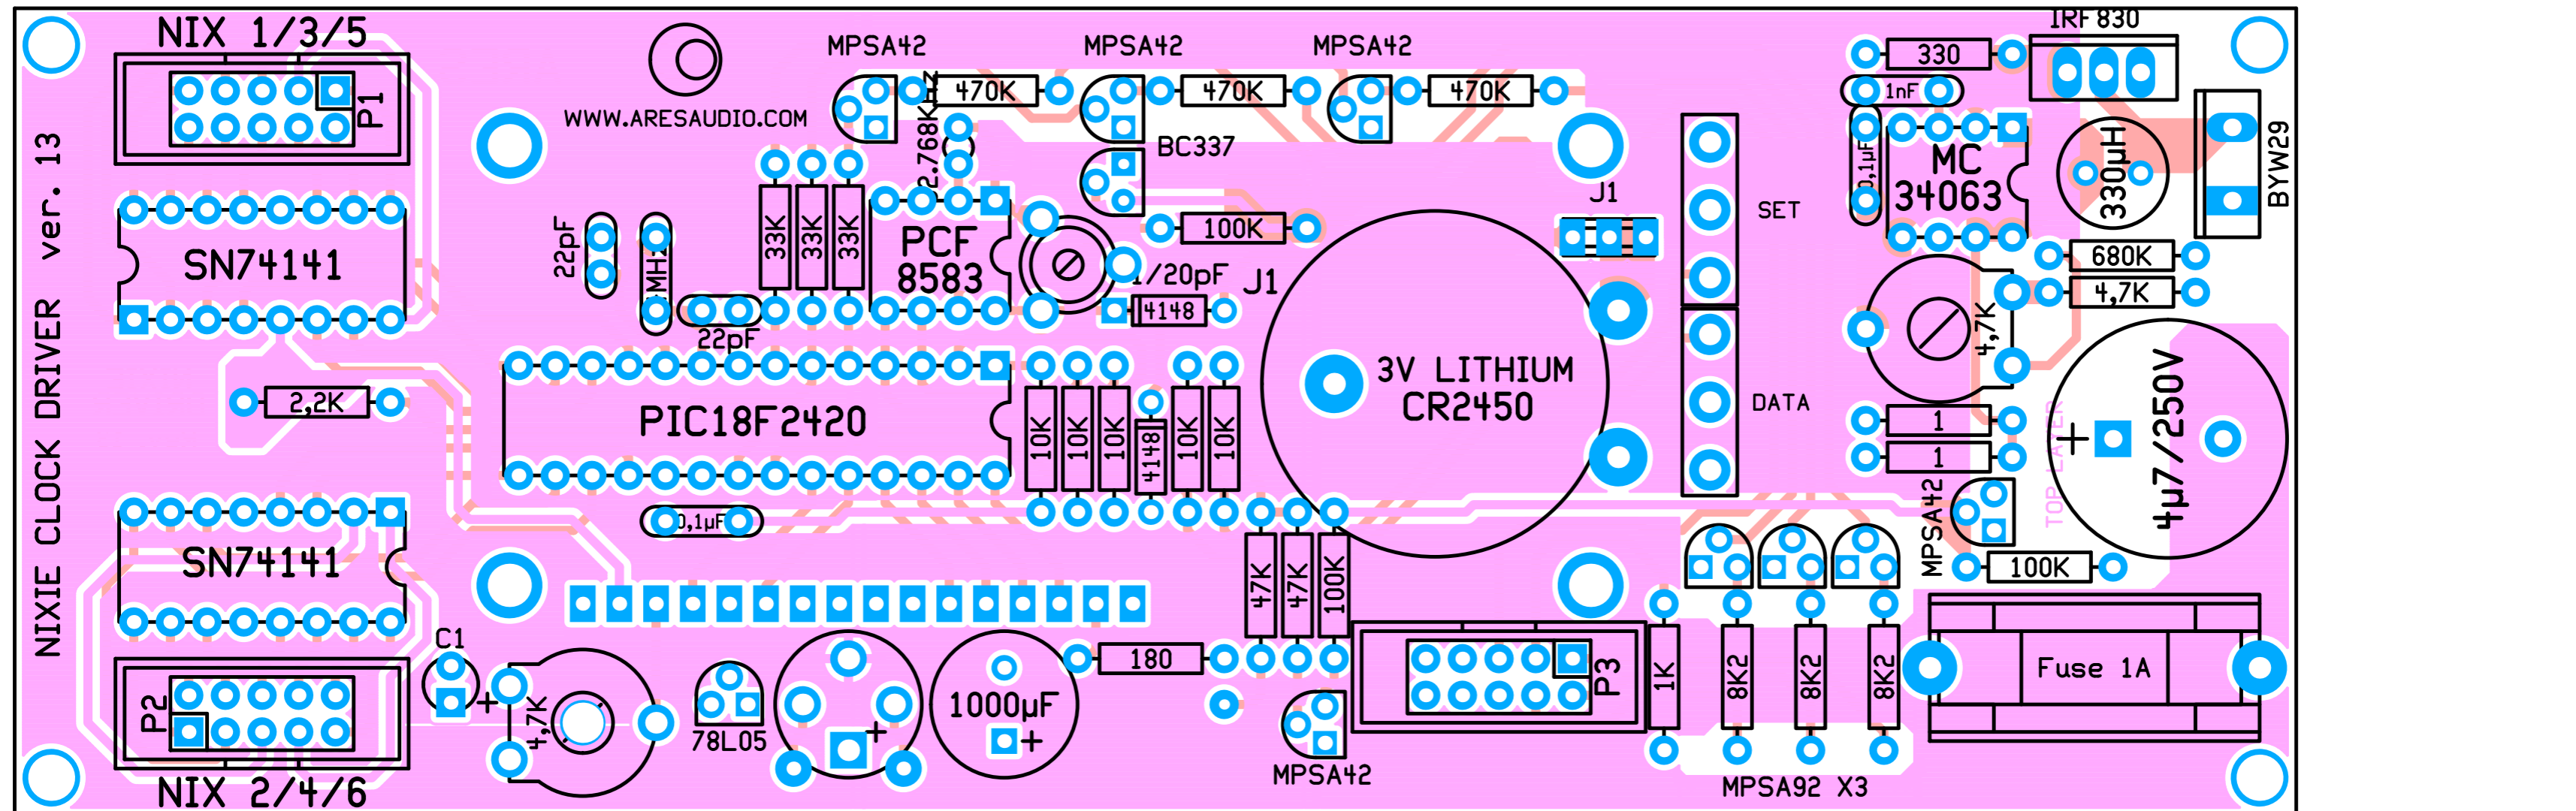 NIX 1/3/5
P1
NIXIE CLOCK DRIVER ver. 13
SN74141
2,2K
SN74141
P2
NIX 2/4/6
C1
+
4,7K
WWW.ARESAUDIO.COM
MPSA42
470K
MPSA42
470K
MPSA42
470K
2.768KHz
BC337
100K
33K
33K
33K
PCF
8583
22pF
22pF
1/20pF
4148
J1
PIC18F2420
10K
10K
10K
4148
10K
10K
0,1µF
3V LITHIUM
CR2450
J1
SET
DATA
47K
47K
100K
78L05
+
1000µF
+
180
MPSA42
P3
1K
8K2
8K2
8K2
MPSA92 X3
IRF830
330
1nF
0,1µF
MC
34063
330µH
BYW29
680K
4,7K
4,7K
1
1
TOP LAYER
+
4µ7/250V
MPSA42
100K
Fuse 1A